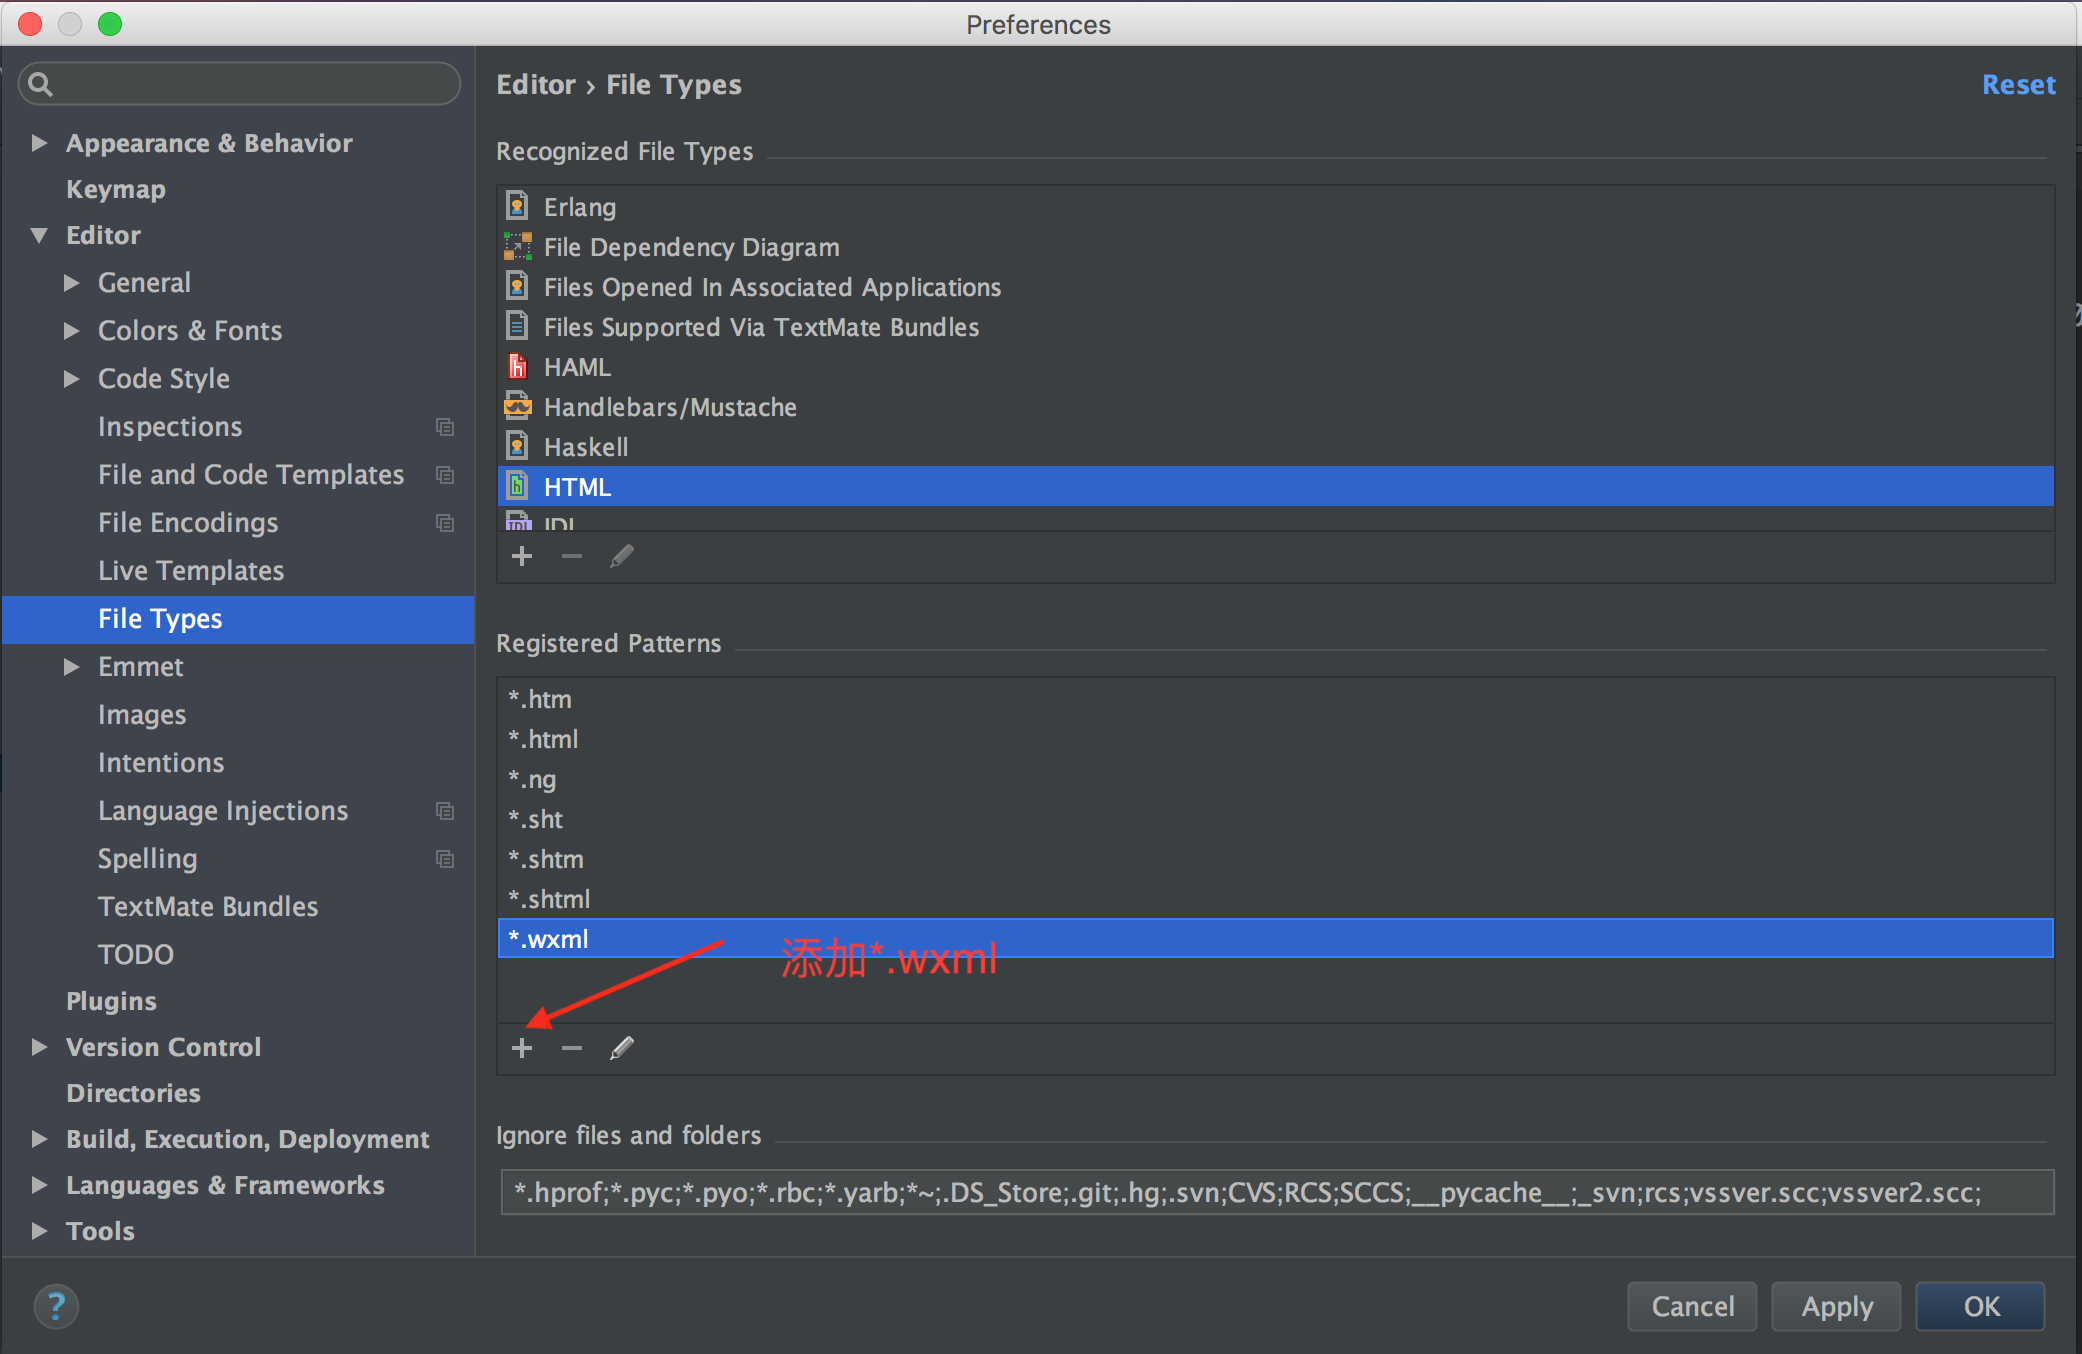 Preferences
Appearance & Behavior
Keymap
Editor
General
Colors & Fonts
Code Style
Inspections
File and Code Templates
File Encodings
Live Templates
File Types
Emmet
Images
Intentions
Language Injections
Spelling
TextMate Bundles
TODO
Plugins
Version Control
Directories
Build, Execution, Deployment
Languages & Frameworks
Tools
Editor › File Types
Reset
Recognized File Types
Erlang
File Dependency Diagram
Files Opened In Associated Applications
Files Supported Via TextMate Bundles
HAML
Handlebars/Mustache
Haskell
HTML
IDL
Registered Patterns
*.htm
*.html
*.ng
*.sht
*.shtm
*.shtml
*.wxml
添加*.wxml
Ignore files and folders
*.hprof;*.pyc;*.pyo;*.rbc;*.yarb;*~;.DS_Store;.git;.hg;.svn;CVS;RCS;SCCS;__pycache__;_svn;rcs;vssver.scc;vssver2.scc;
?
Cancel
Apply
OK